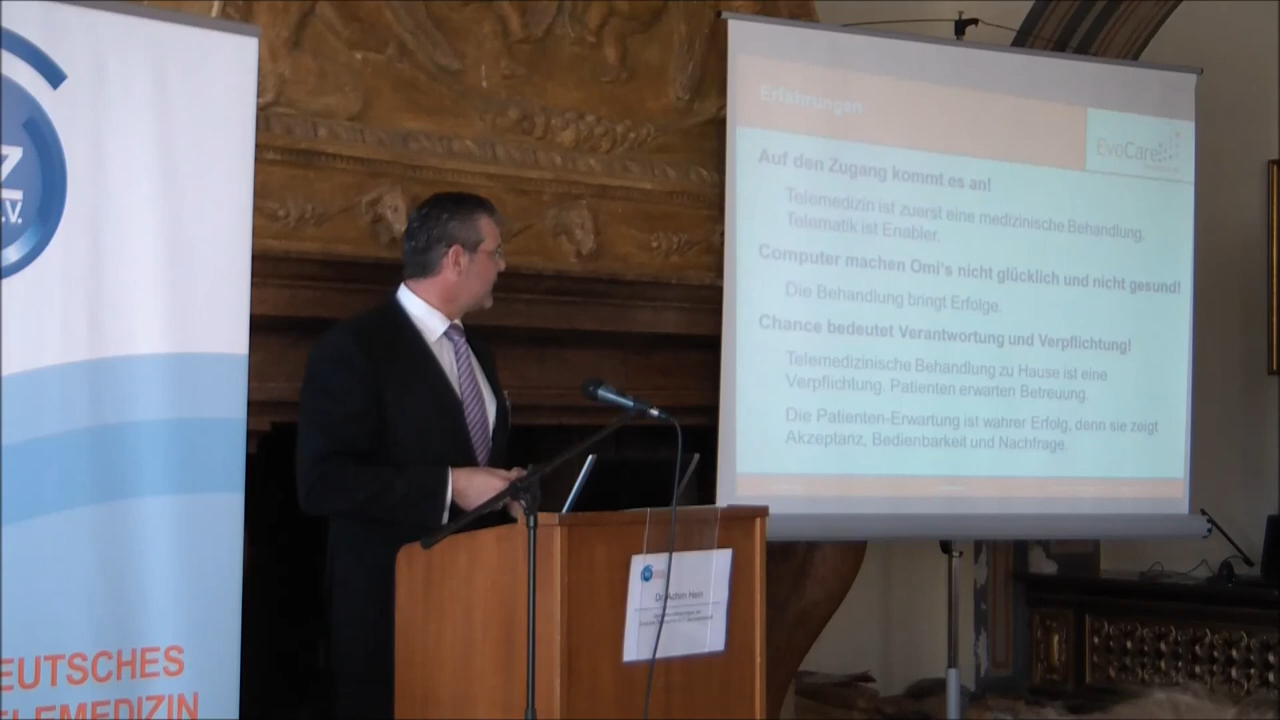 Z
.V.
EUTSCHES
ELEMEDIZIN
Erfahrungen
EvoCare
Auf den Zugang kommt es an!
Telemedizin ist zuerst eine medizinische Behandlung.
Telematik ist Enabler.
Computer machen Omi's nicht glücklich und nicht gesund!
Die Behandlung bringt Erfolge.
Chance bedeutet Verantwortung und Verpflichtung!
Telemedizinische Behandlung zu Hause ist eine
Verpflichtung. Patienten erwarten Betreuung.
Die Patienten-Erwartung ist wahrer Erfolg, denn sie zeigt
Akzeptanz, Bedienbarkeit und Nachfrage.
Dr. Achim Hein